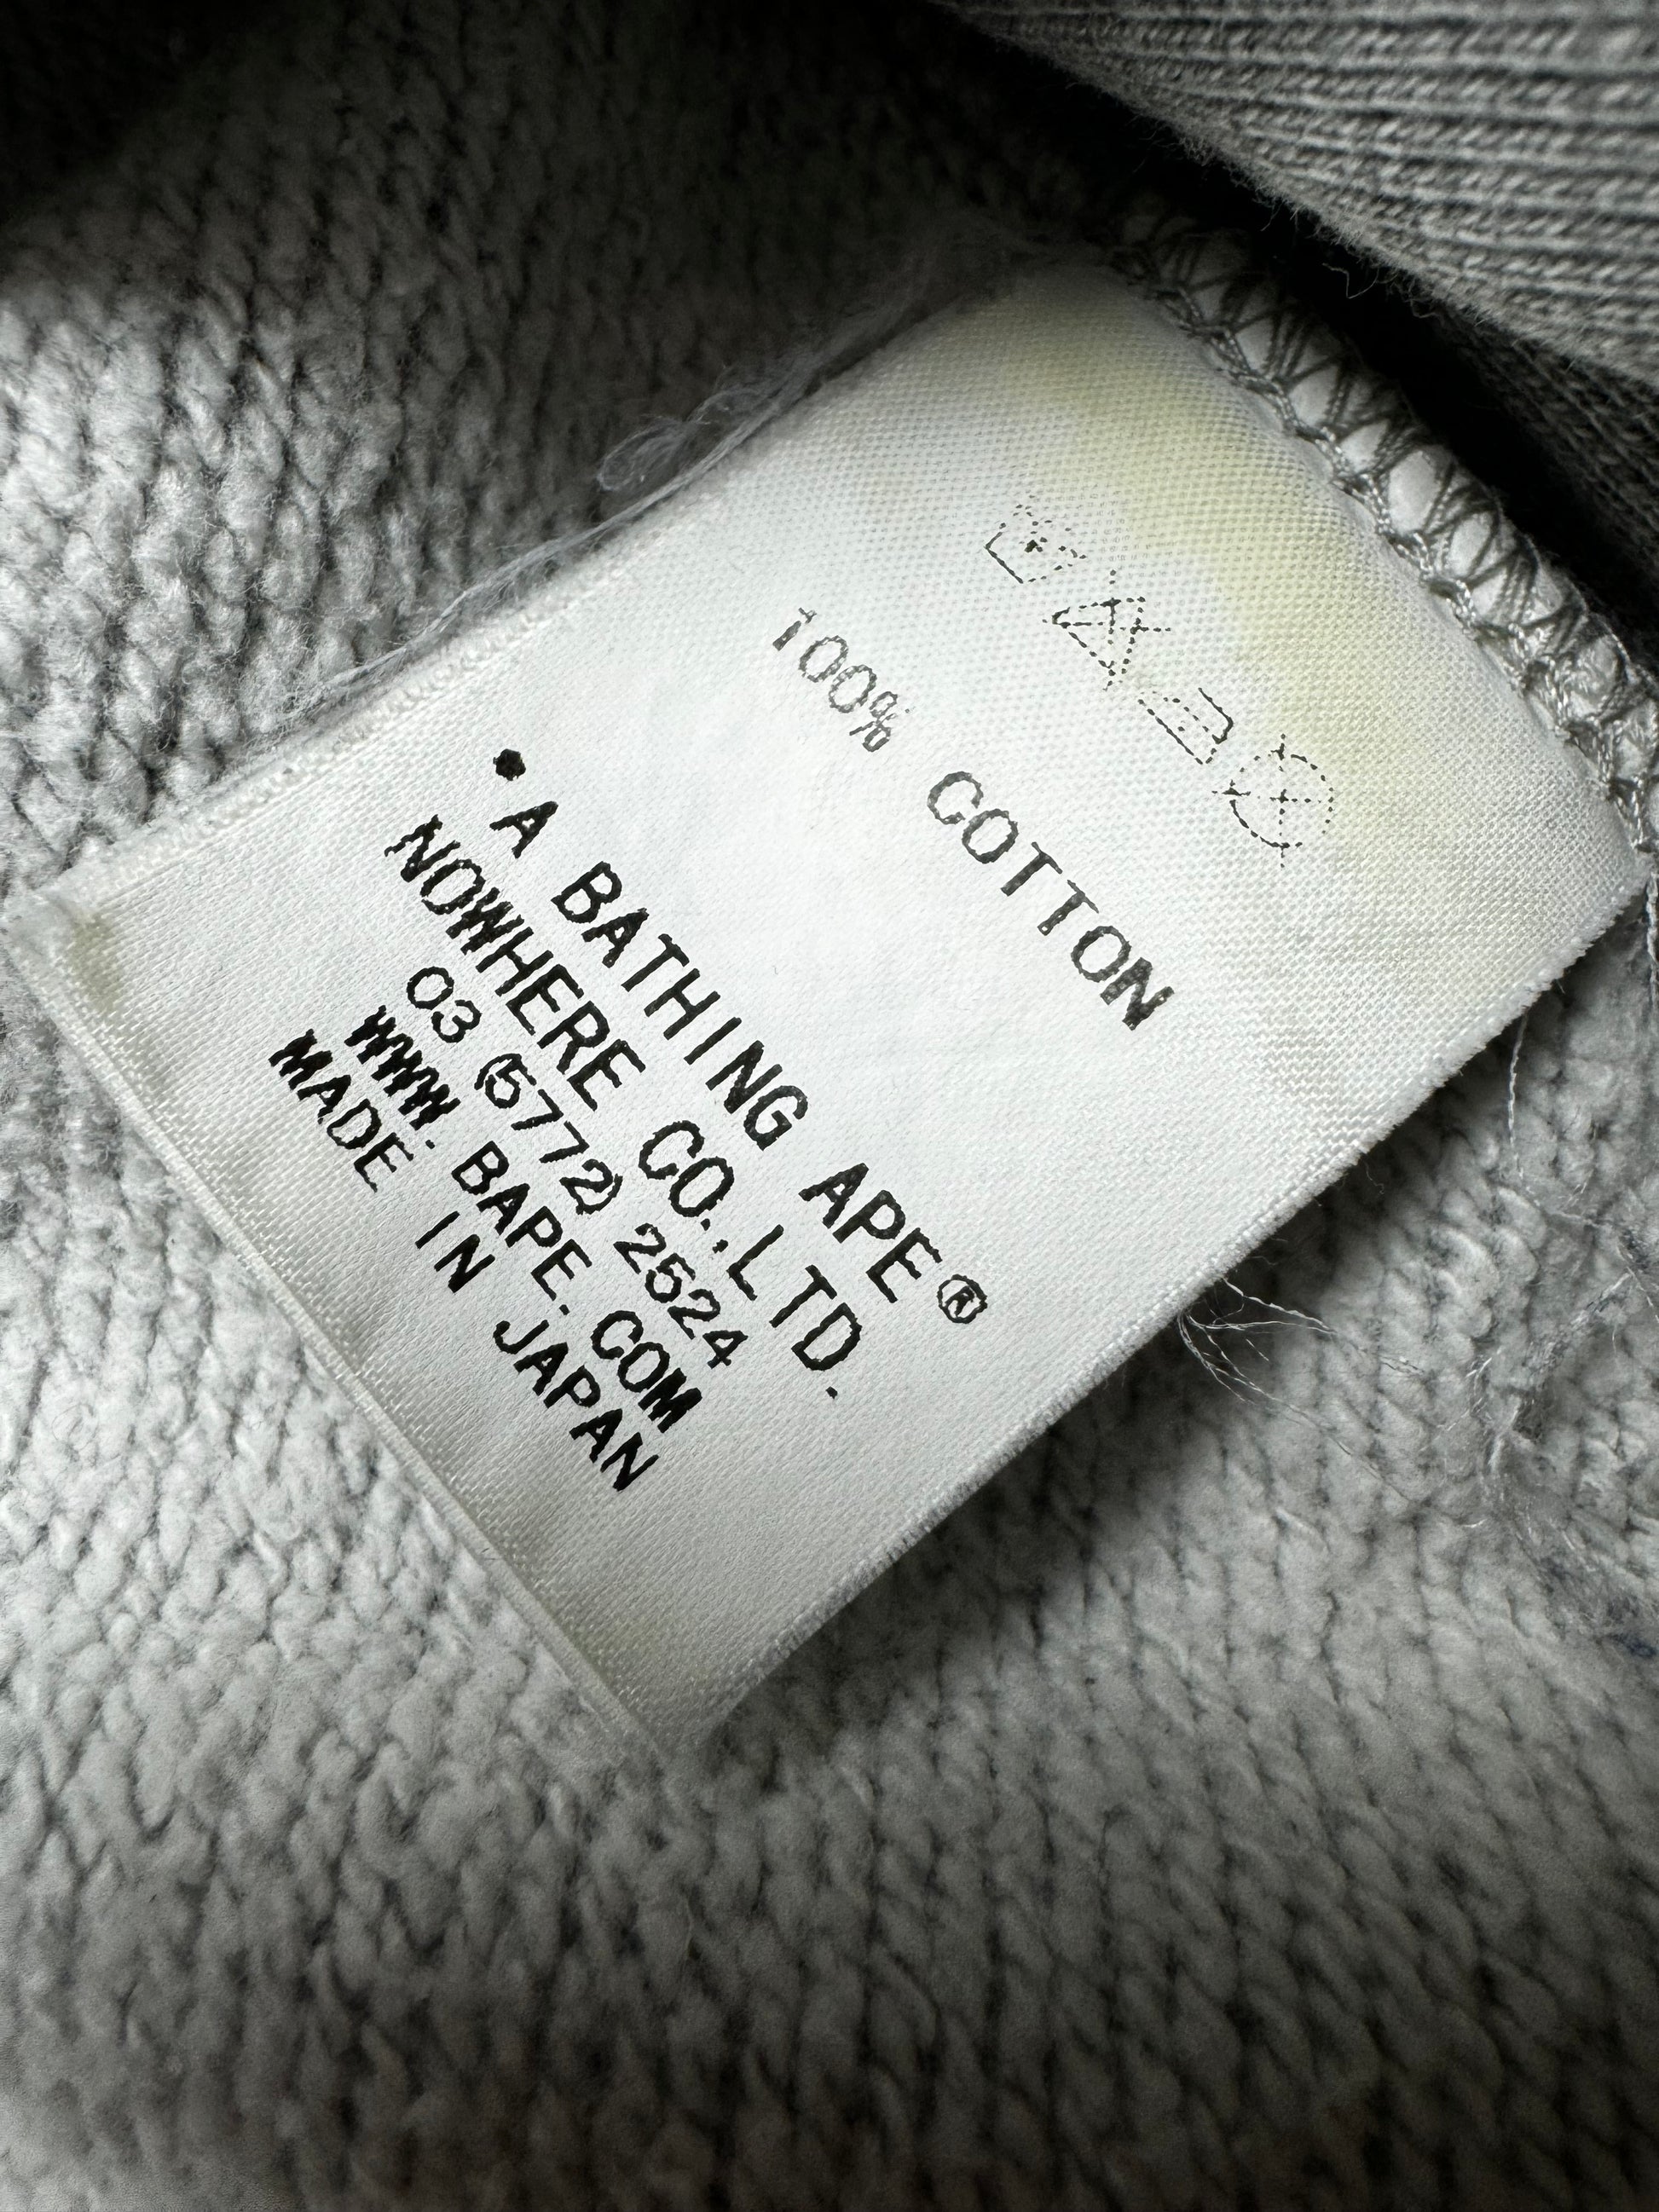 100% COTTON
•A BATHING APE®
NOWHERE CO.,LTD.
03 (5772) 2524
WWW.BAPE.COM
MADE IN JAPAN